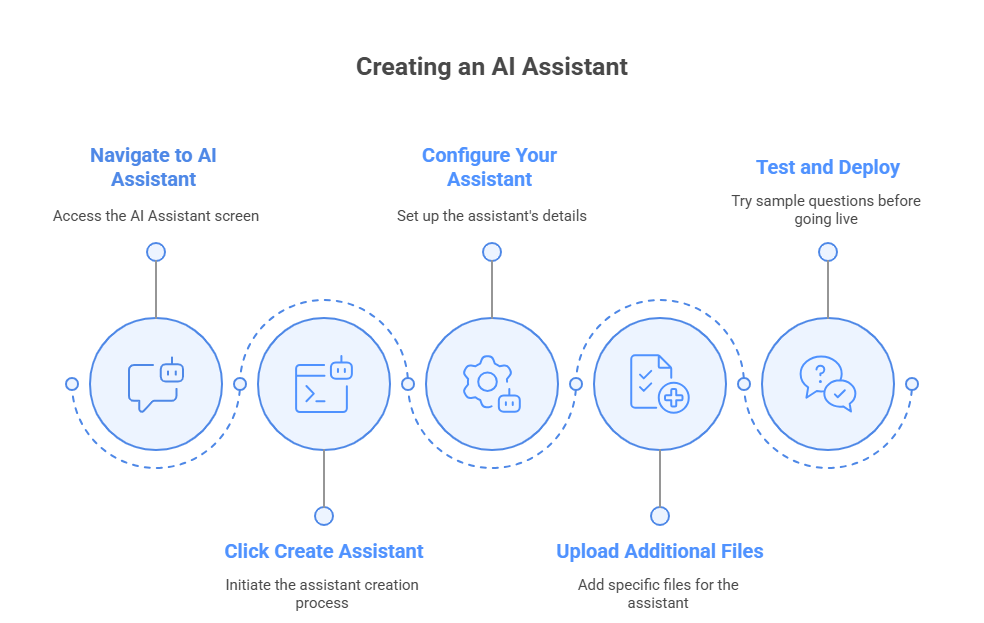 Creating an AI Assistant
Navigate to AI
Assistant
Access the AI Assistant screen
Click Create Assistant
Initiate the assistant creation
process
Configure Your
Assistant
Set up the assistant's details
Upload Additional Files
Add specific files for the
assistant
Test and Deploy
Try sample questions before
going live